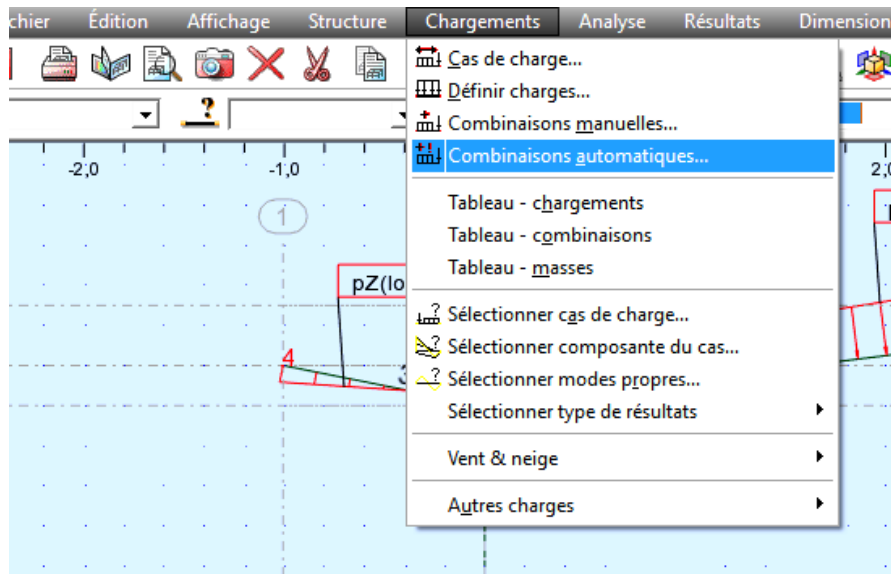 chier Édition Affichage Structure Chargements Analyse Résultats Dimension
Cas de charge...
Définir charges...
Combinaisons manuelles...
Combinaisons automatiques...
Tableau - chargements
Tableau - combinaisons
Tableau - masses
Sélectionner cas de charge...
Sélectionner composante du cas...
Sélectionner modes propres...
Sélectionner type de résultats
Vent & neige
Autres charges
-2,0 -1,0 2,0
1
pZ(lo
4
3